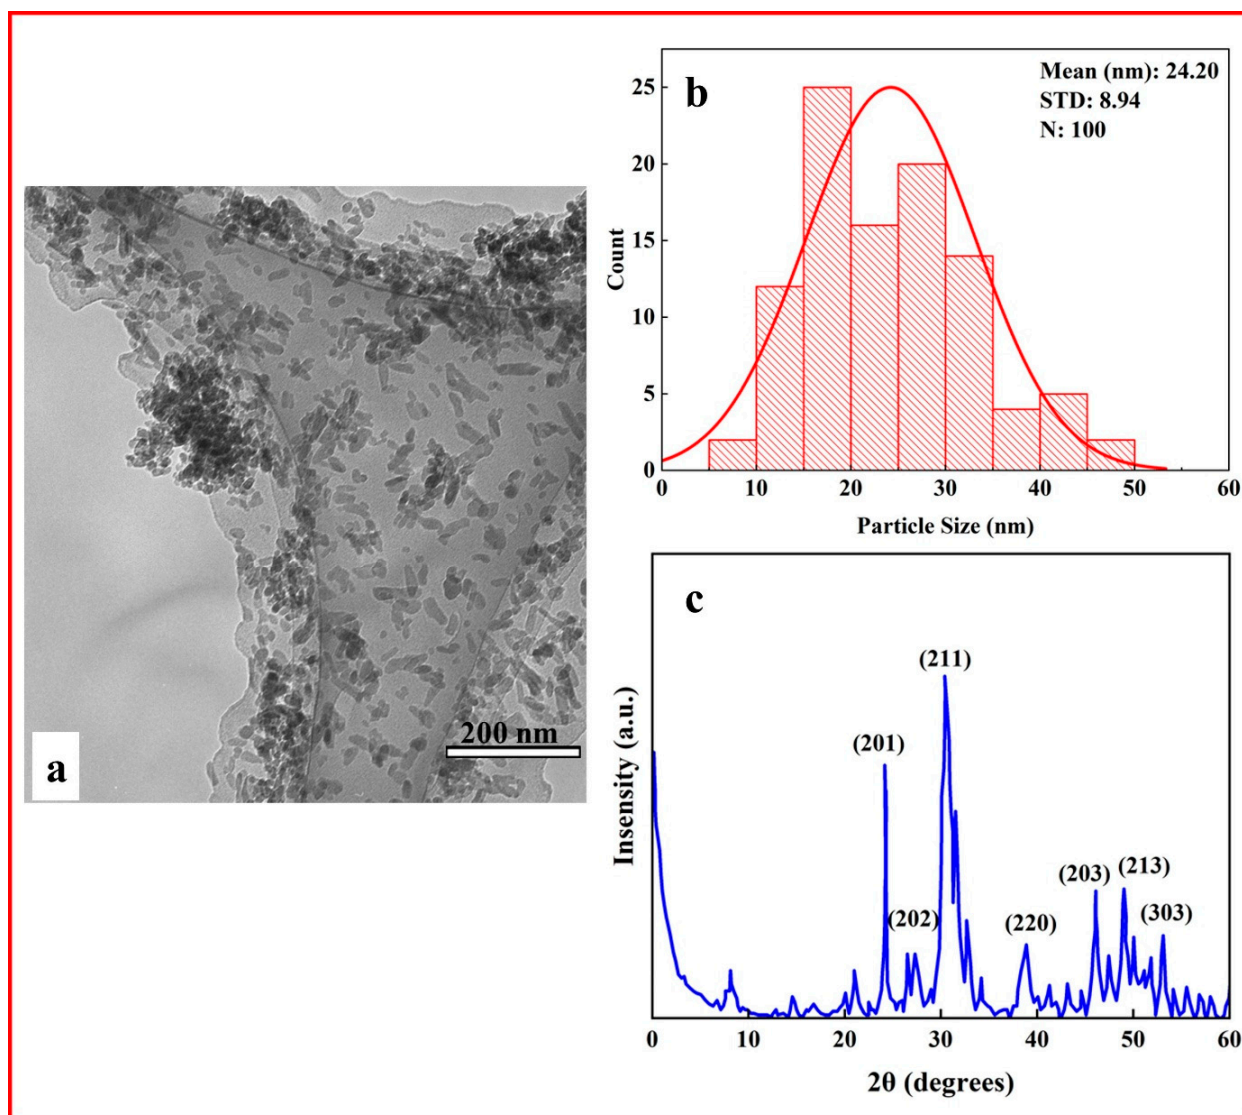 a
200 nm
b
Mean (nm): 24.20
STD: 8.94
N: 100
Count
25
20
15
10
5
0
0 10 20 30 40 50 60
Particle Size (nm)
c
Insensity (a.u.)
(201)
(202)
(211)
(220)
(203)
(213)
(303)
0 10 20 30 40 50 60
2θ (degrees)